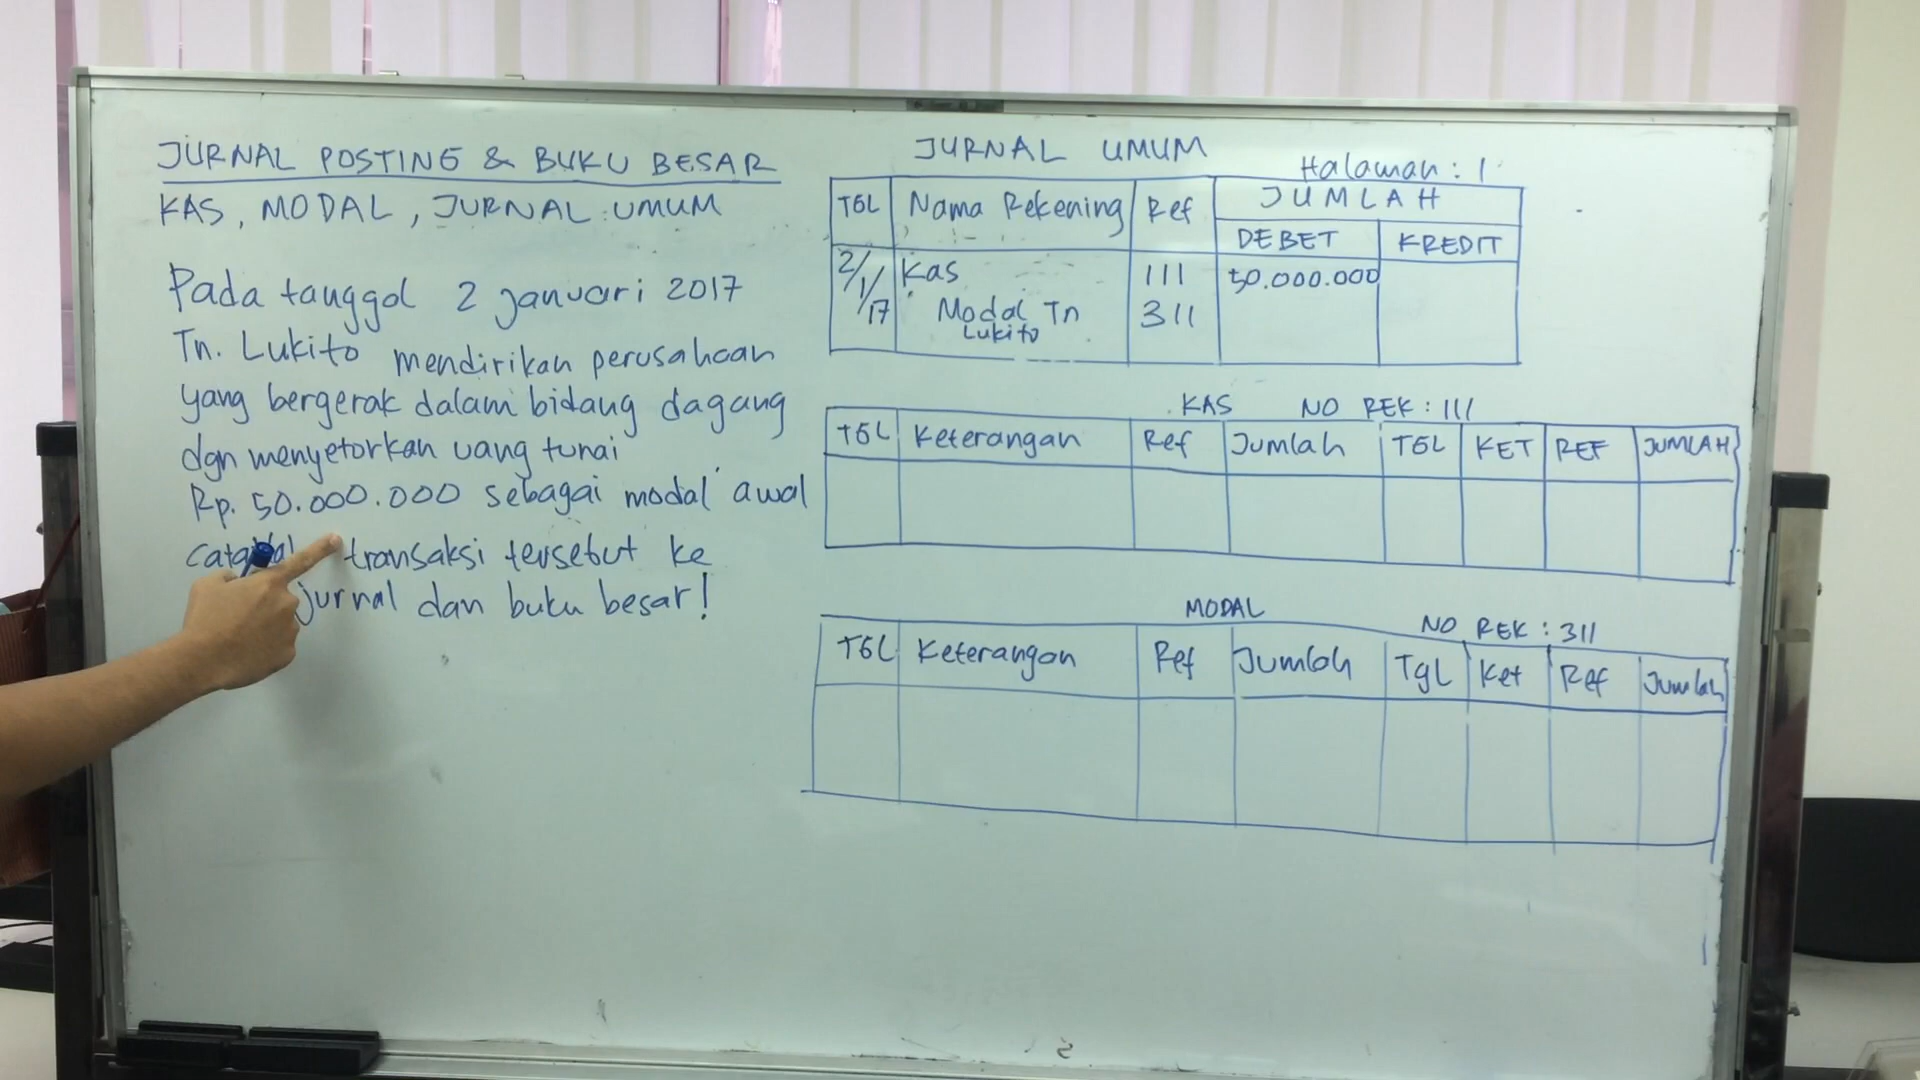 JURNAL POSTING & BUKU BESAR
KAS, MODAL, JURNAL UMUM
Pada tanggal 2 januari 2017
Tn. Lukito mendirikan perusahaan
yang bergerak dalam bidang dagang
dgn menyetorkan uang tunai
Rp. 50.000.000 sebagai modal awal
transaksi tersebut ke
jurnal dan buku besar!
JURNAL UMUM
Halaman : 1
TGL Nama Rekening Ref JUMLAH
DEBET KREDIT
2/1/17 Kas 111 50.000.000
Modal Tn 311
Lukito
KAS NO REK : 111
TGL Keterangan Ref Jumlah TGL KET REF JUMLAH
MODAL
NO REK : 311
TGL Keterangan Ref Jumlah TgL Ket Ref Jumlah